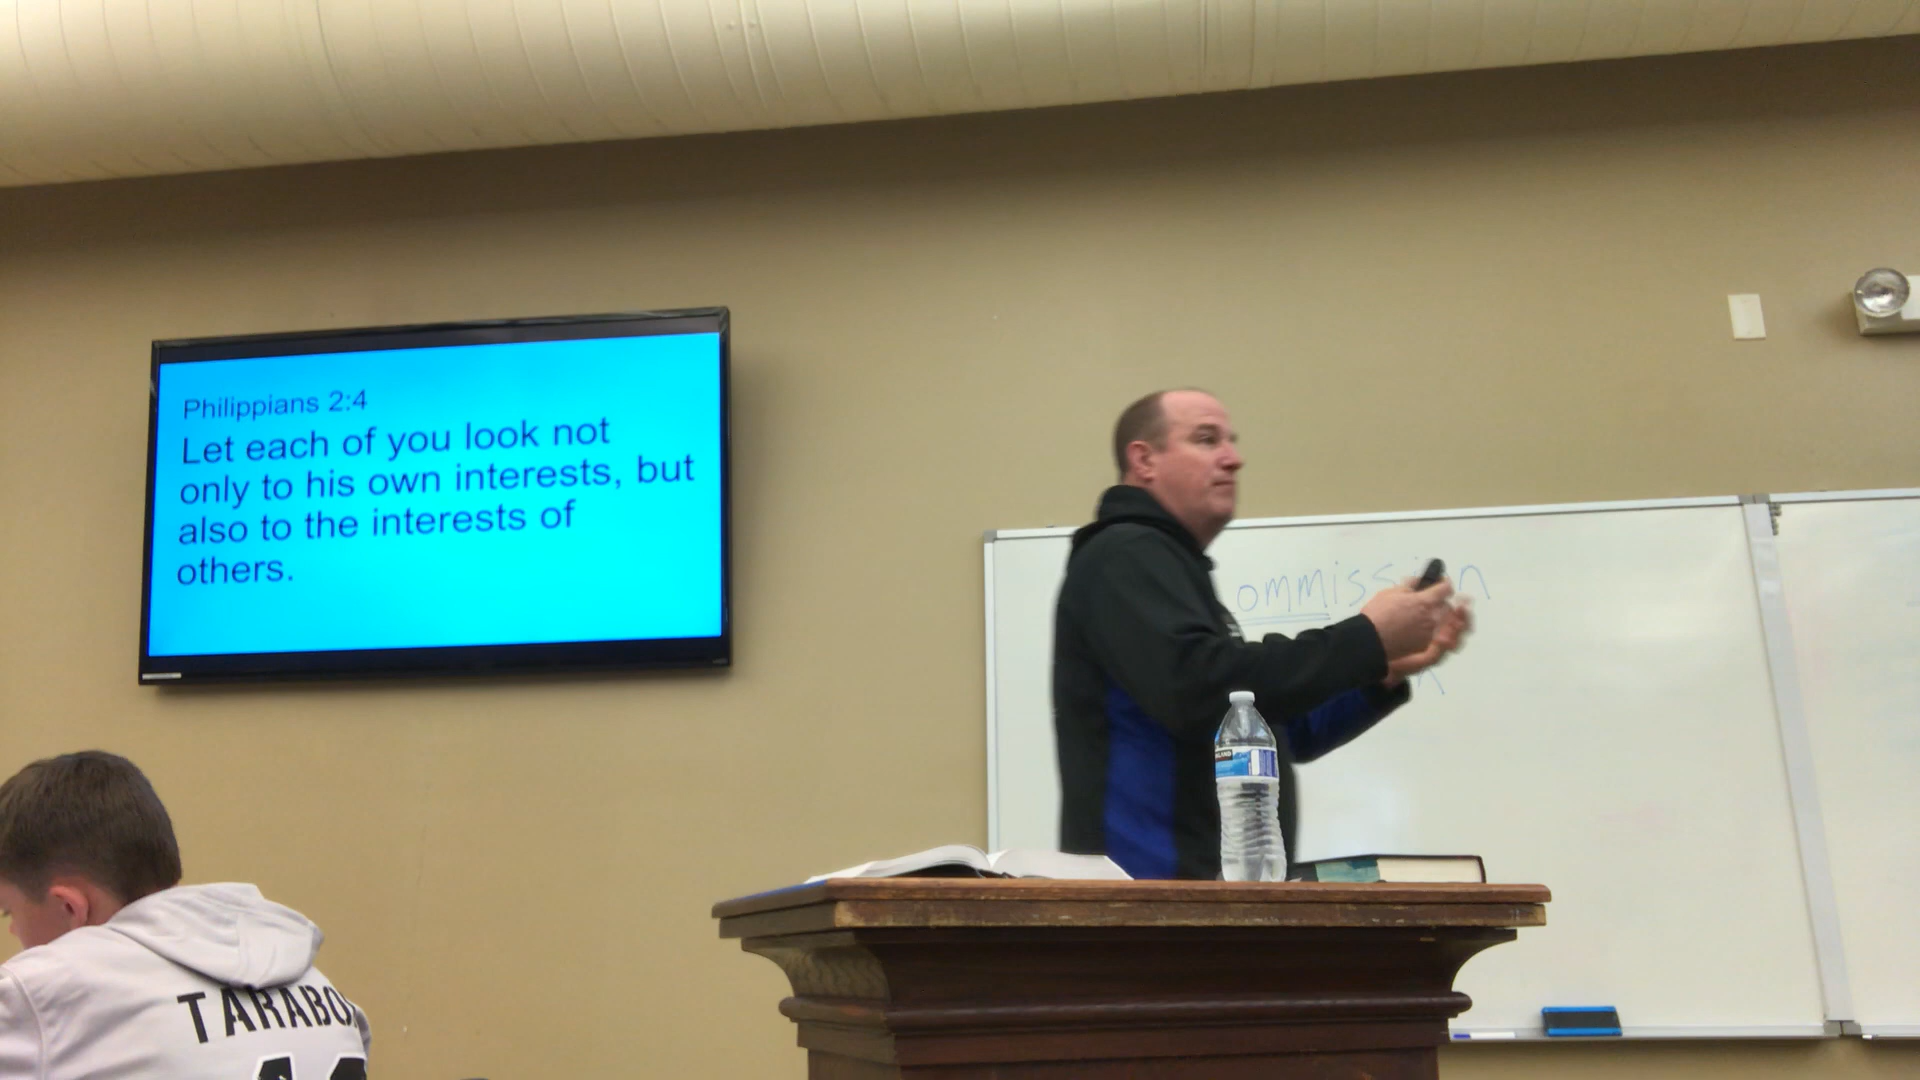 Philippians 2:4
Let each of you look not
only to his own interests, but
also to the interests of
others.
TARABO